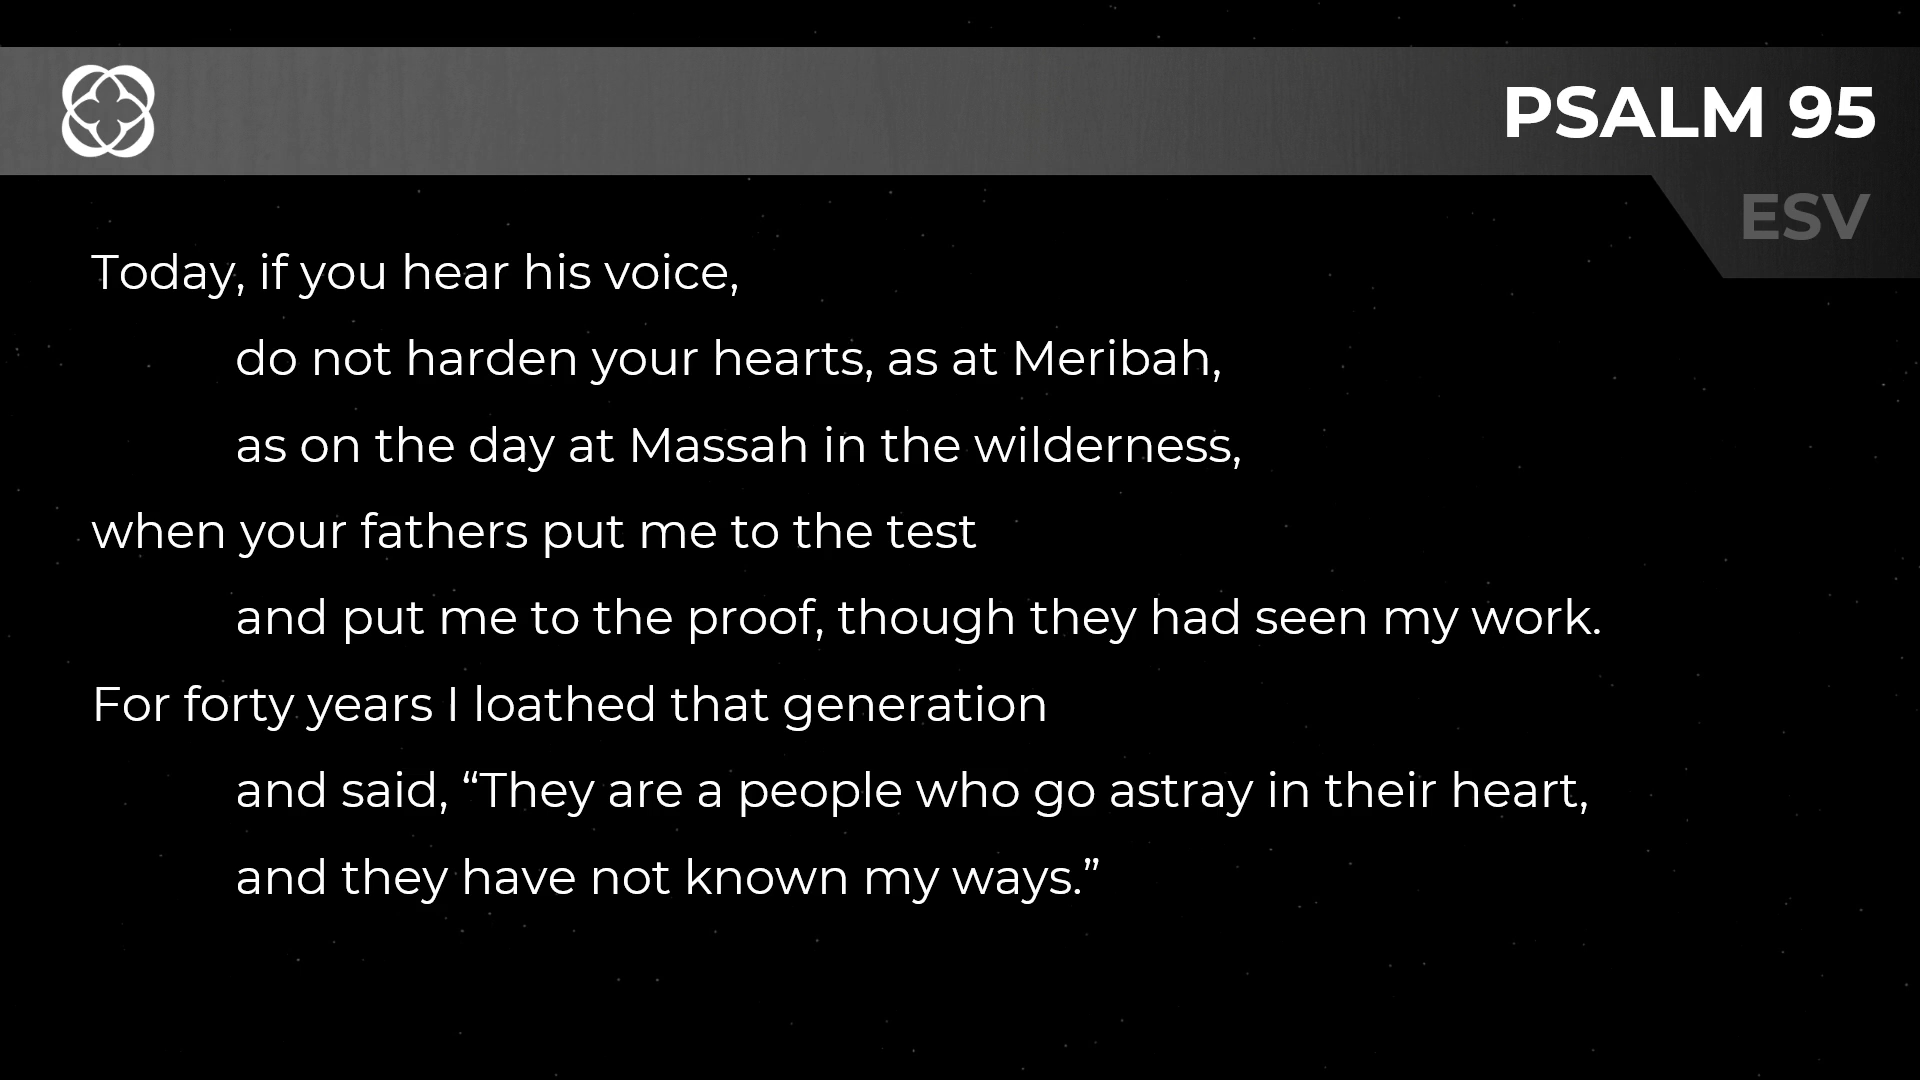 PSALM 95
ESV
Today, if you hear his voice,
do not harden your hearts, as at Meribah,
as on the day at Massah in the wilderness,
when your fathers put me to the test
and put me to the proof, though they had seen my work.
For forty years I loathed that generation
and said, “They are a people who go astray in their heart,
and they have not known my ways.”